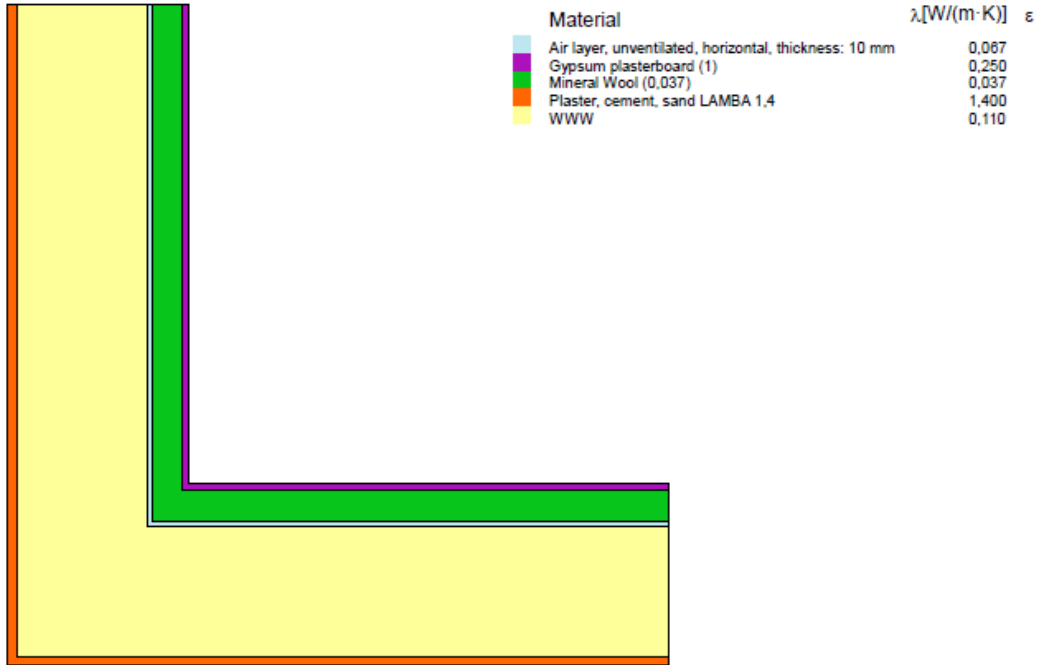 Material λ[W/(m·K)] ε
Air layer, unventilated, horizontal, thickness: 10 mm 0,067
Gypsum plasterboard (1) 0,250
Mineral Wool (0,037) 0,037
Plaster, cement, sand LAMBA 1,4 1,400
WWW 0,110